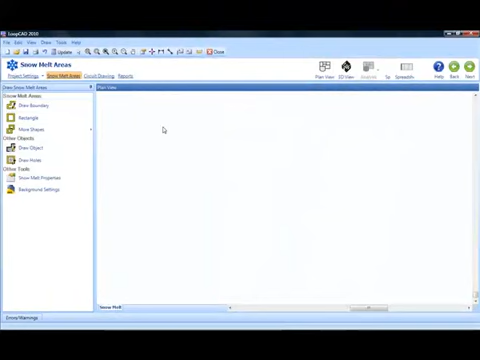 LoopCAD 2010
File Edit View Draw Tools Help
Update Close
Snow Melt Areas
Project Settings Snow Melt Areas Circuit Drawing Reports
Plan View 3D View Help Back Next
Draw Snow Melt Areas
Plan View
Snow Melt Areas
Draw Boundary
Rectangle
More Shapes
Other Objects
Draw Object
Draw Holes
Other Tools
Snow Melt Properties
Background Settings
Snow Melt
Errors/Warnings